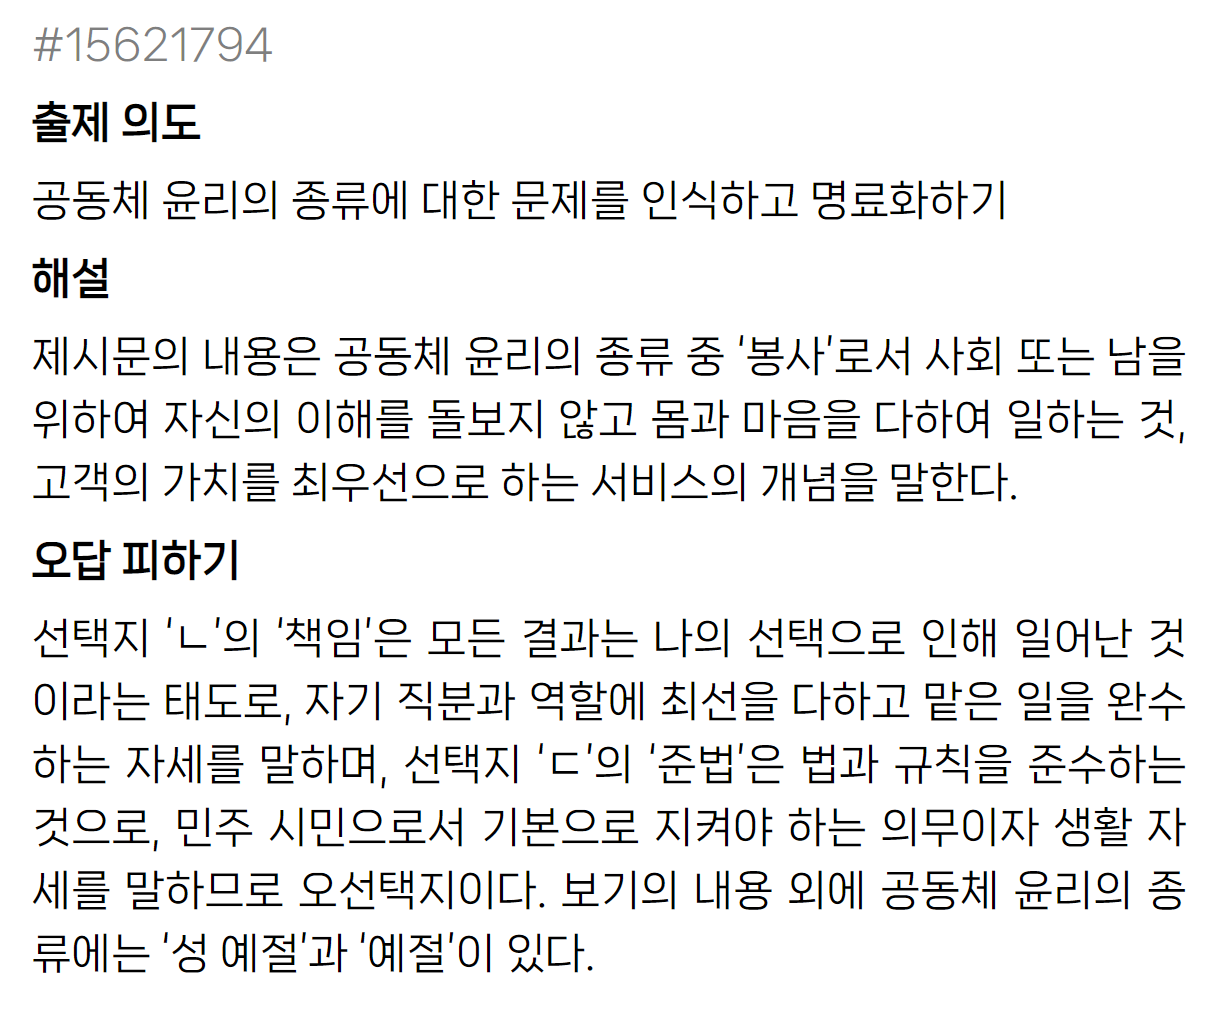 #15621794
출제 의도
공동체 윤리의 종류에 대한 문제를 인식하고 명료화하기
해설
제시문의 내용은 공동체 윤리의 종류 중 '봉사'로서 사회 또는 남을
위하여 자신의 이해를 돌보지 않고 몸과 마음을 다하여 일하는 것,
고객의 가치를 최우선으로 하는 서비스의 개념을 말한다.
오답 피하기
선택지 'ㄴ'의 '책임'은 모든 결과는 나의 선택으로 인해 일어난 것
이라는 태도로, 자기 직분과 역할에 최선을 다하고 맡은 일을 완수
하는 자세를 말하며, 선택지 'ㄷ'의 '준법'은 법과 규칙을 준수하는
것으로, 민주 시민으로서 기본으로 지켜야 하는 의무이자 생활 자
세를 말하므로 오선택지이다. 보기의 내용 외에 공동체 윤리의 종
류에는 '성 예절'과 '예절'이 있다.